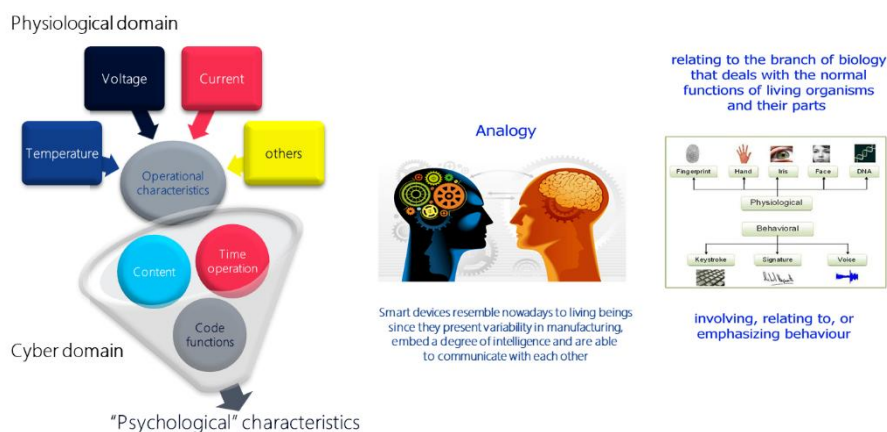 Physiological domain
Voltage
Current
Temperature
others
Operational
characteristics
Content
Time
operation
Code
functions
Cyber domain
"Psychological" characteristics
Analogy
Smart devices resemble nowadays to living beings
since they present variability in manufacturing,
embed a degree of intelligence and are able
to communicate with each other
relating to the branch of biology
that deals with the normal
functions of living organisms
and their parts
Fingerprint
Hand
Iris
Face
DNA
Physiological
Behavioral
Keystroke
Signature
Voice
involving, relating to, or
emphasizing behaviour